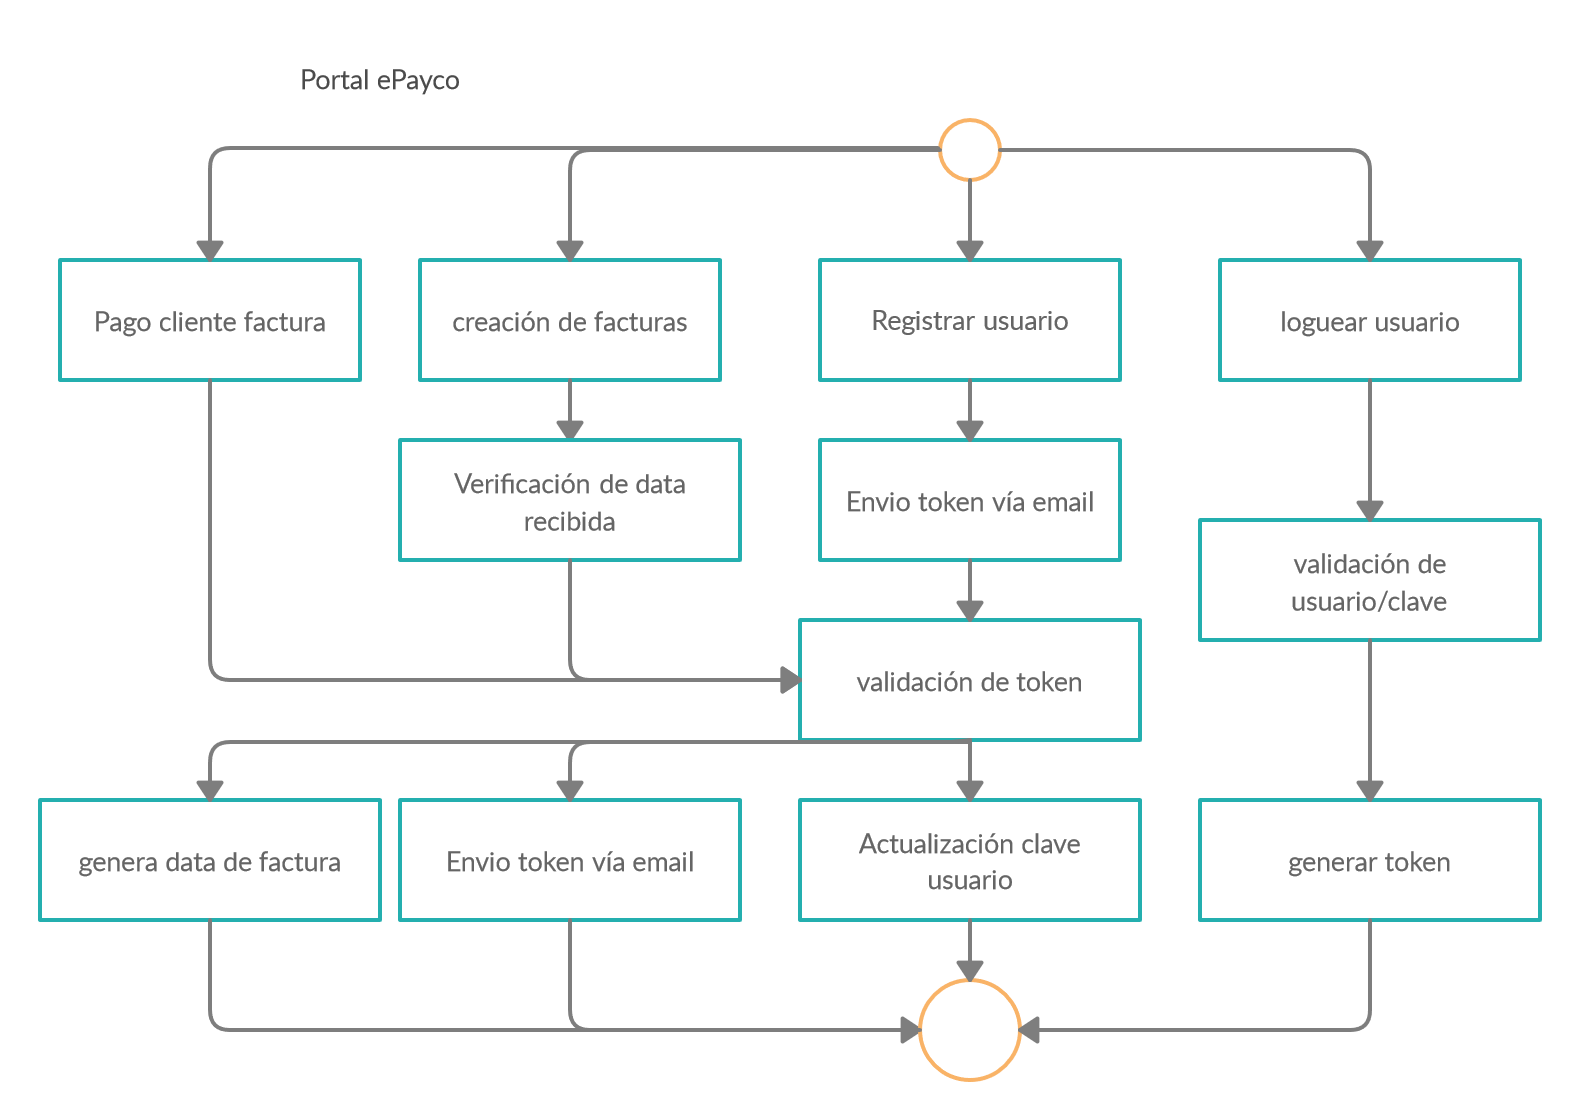 Portal ePayco
Pago cliente factura
creación de facturas
Registrar usuario
loguear usuario
Verificación de data
recibida
Envio token vía email
validación de
usuario/clave
validación de token
genera data de factura
Envio token vía email
Actualización clave
usuario
generar token